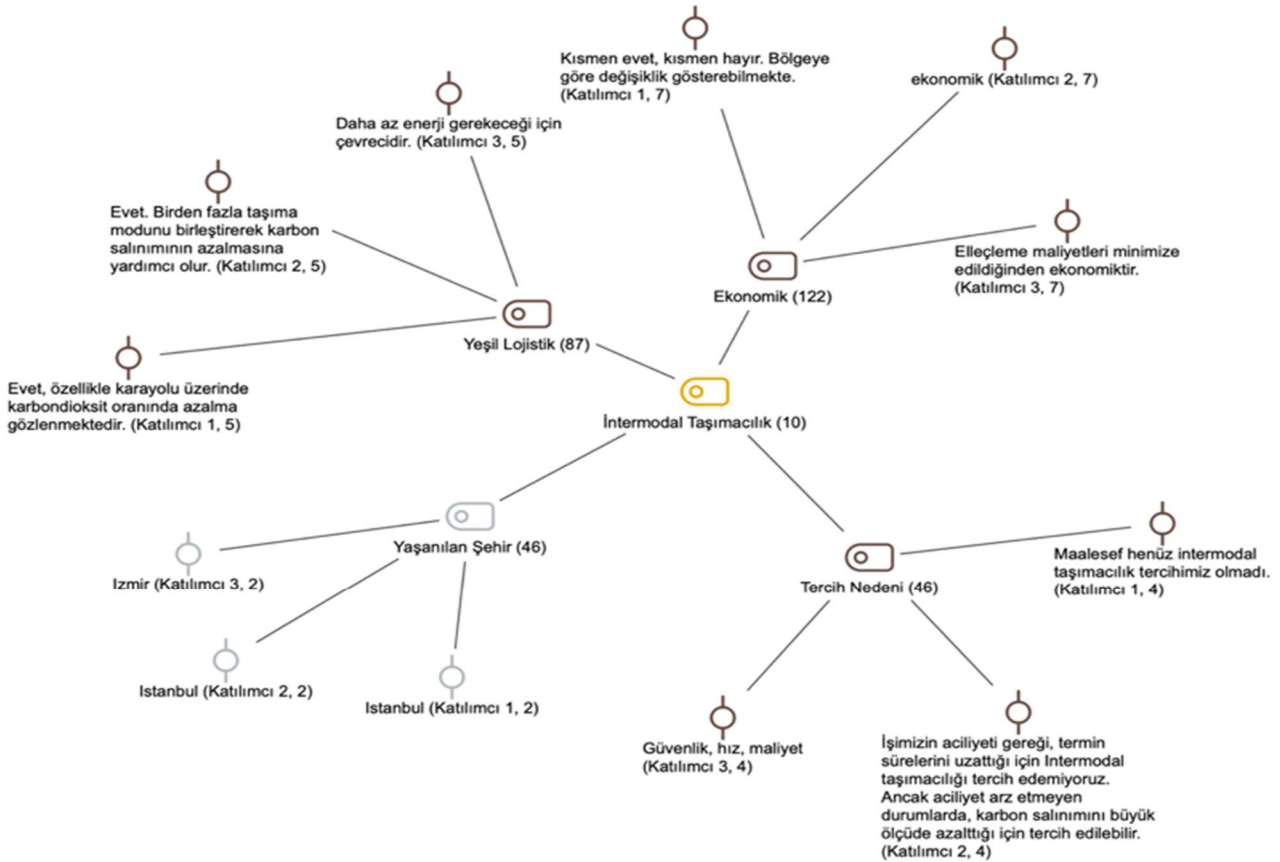 Kısmen evet, kısmen hayır. Bölgeye
göre değişiklik gösterebilmekte.
(Katılımcı 1, 7)
ekonomik (Katılımcı 2, 7)
Daha az enerji gerekeceği için
çevrecidir. (Katılımcı 3, 5)
Evet. Birden fazla taşıma
modunu birleştirerek karbon
salınımının azalmasına
yardımcı olur. (Katılımcı 2, 5)
Elleçleme maliyetleri minimize
edildiğinden ekonomiktir.
(Katılımcı 3, 7)
Ekonomik (122)
Yeşil Lojistik (87)
Evet, özellikle karayolu üzerinde
karbondioksit oranında azalma
gözlenmektedir. (Katılımcı 1, 5)
İntermodal Taşımacılık (10)
Yaşanılan Şehir (46)
Izmir (Katılımcı 3, 2)
Istanbul (Katılımcı 2, 2)
Istanbul (Katılımcı 1, 2)
Tercih Nedeni (46)
Maalesef henüz intermodal
taşımacılık tercihimiz olmadı.
(Katılımcı 1, 4)
Güvenlik, hız, maliyet
(Katılımcı 3, 4)
İşimizin aciliyeti gereği, termin
sürelerini uzattığı için Intermodal
taşımacılığı tercih edemiyoruz.
Ancak aciliyet arz etmeyen
durumlarda, karbon salınımını büyük
ölçüde azalttığı için tercih edilebilir.
(Katılımcı 2, 4)